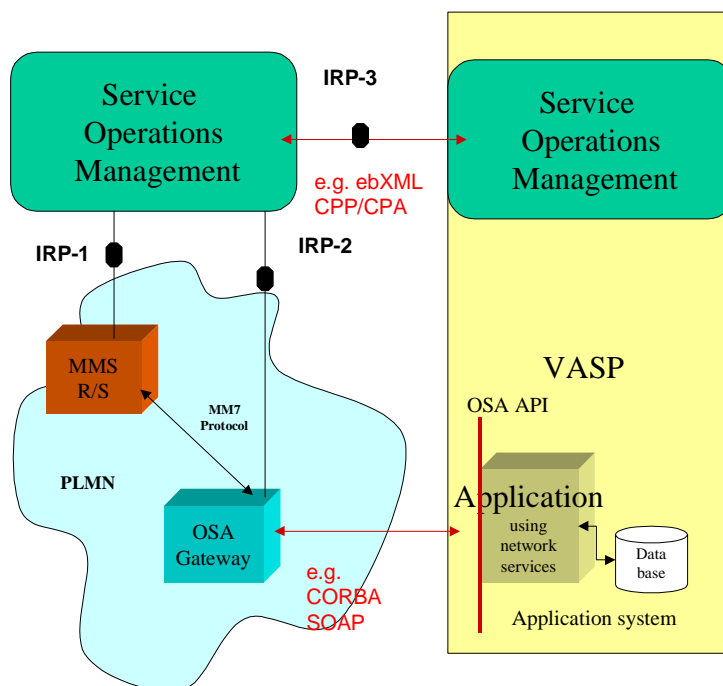 Service
Operations
Management
IRP-3
Service
Operations
Management
e.g. ebXML
CPP/CPA
IRP-1
IRP-2
MMS
R/S
MM7
Protocol
PLMN
OSA
Gateway
e.g.
CORBA
SOAP
VASP
OSA API
Application
using
network
services
Data
base
Application system